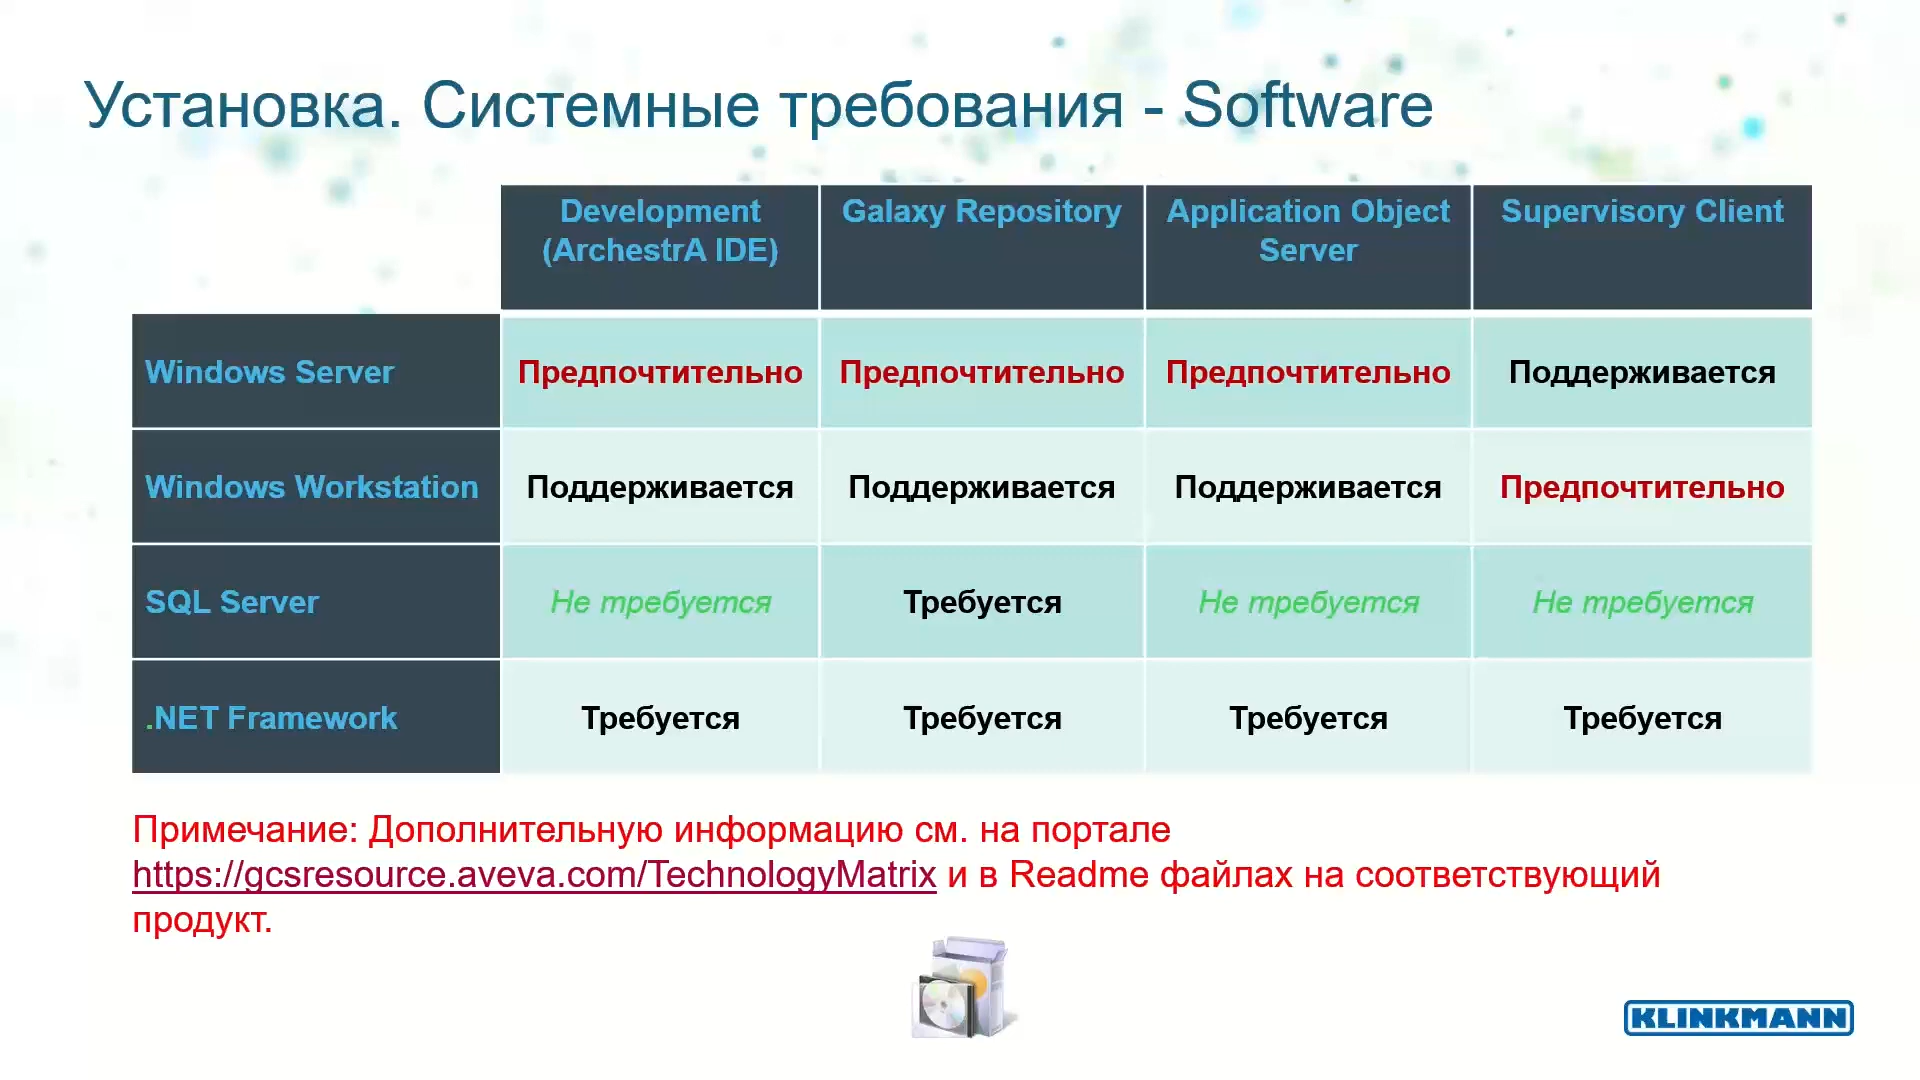 Установка. Системные требования - Software
Development Galaxy Repository Application Object Supervisory Client
(ArchestrA IDE) Server
Windows Server Предпочтительно Предпочтительно Предпочтительно Поддерживается
Windows Workstation Поддерживается Поддерживается Поддерживается Предпочтительно
SQL Server Не требуется Требуется Не требуется Не требуется
.NET Framework Требуется Требуется Требуется Требуется
Примечание: Дополнительную информацию см. на портале
https://gcsresource.aveva.com/TechnologyMatrix и в Readme файлах на соответствующий
продукт.
KLINKMANN